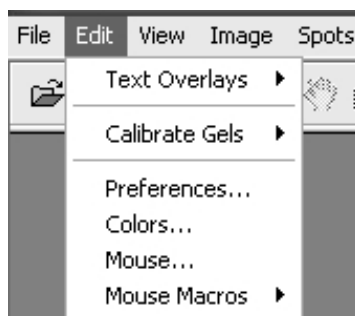 File Edit View Image Spots
Text Overlays
Calibrate Gels
Preferences...
Colors...
Mouse...
Mouse Macros